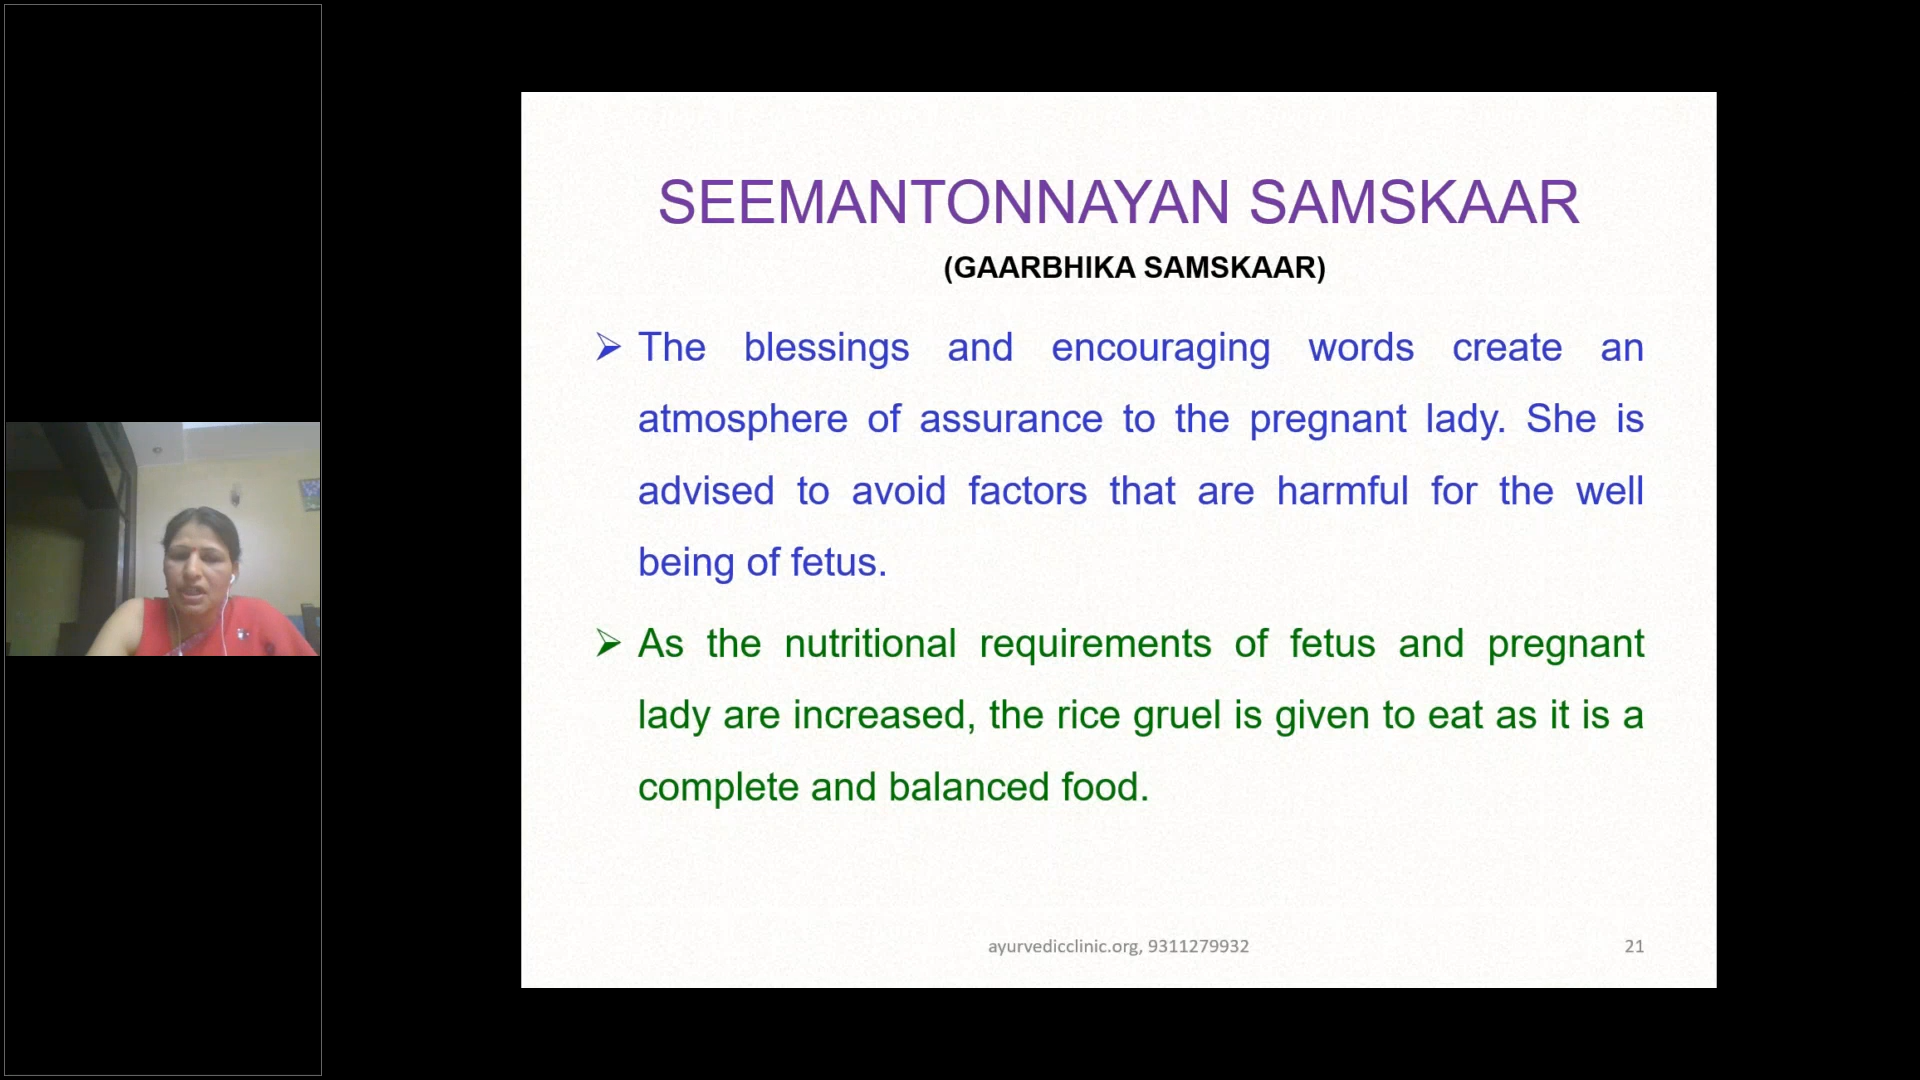 SEEMANTONNAYAN SAMSKAAR
(GAARBHIKA SAMSKAAR)
The blessings and encouraging words create an
atmosphere of assurance to the pregnant lady. She is
advised to avoid factors that are harmful for the well
being of fetus.
As the nutritional requirements of fetus and pregnant
lady are increased, the rice gruel is given to eat as it is a
complete and balanced food.
ayurvedicclinic.org, 9311279932
21